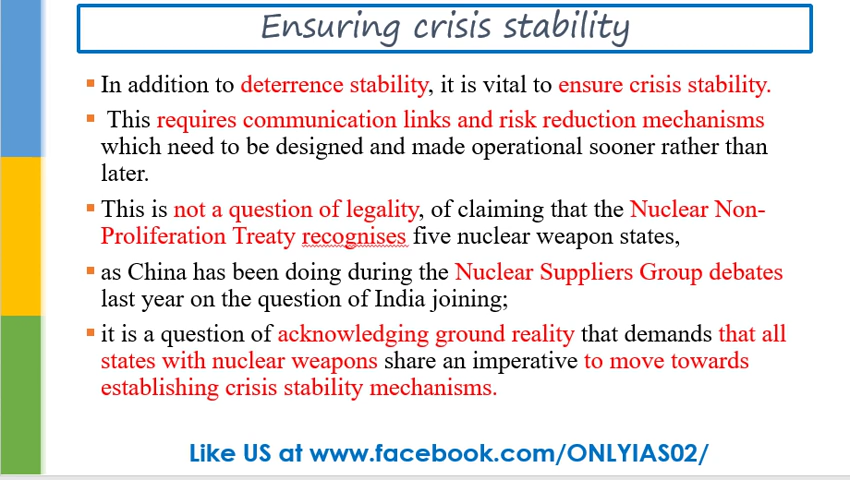 Ensuring crisis stability
▪ In addition to deterrence stability, it is vital to ensure crisis stability.
▪ This requires communication links and risk reduction mechanisms
which need to be designed and made operational sooner rather than
later.
▪ This is not a question of legality, of claiming that the Nuclear Non-
Proliferation Treaty recognises five nuclear weapon states,
▪ as China has been doing during the Nuclear Suppliers Group debates
last year on the question of India joining;
▪ it is a question of acknowledging ground reality that demands that all
states with nuclear weapons share an imperative to move towards
establishing crisis stability mechanisms.
Like US at www.facebook.com/ONLYIAS02/